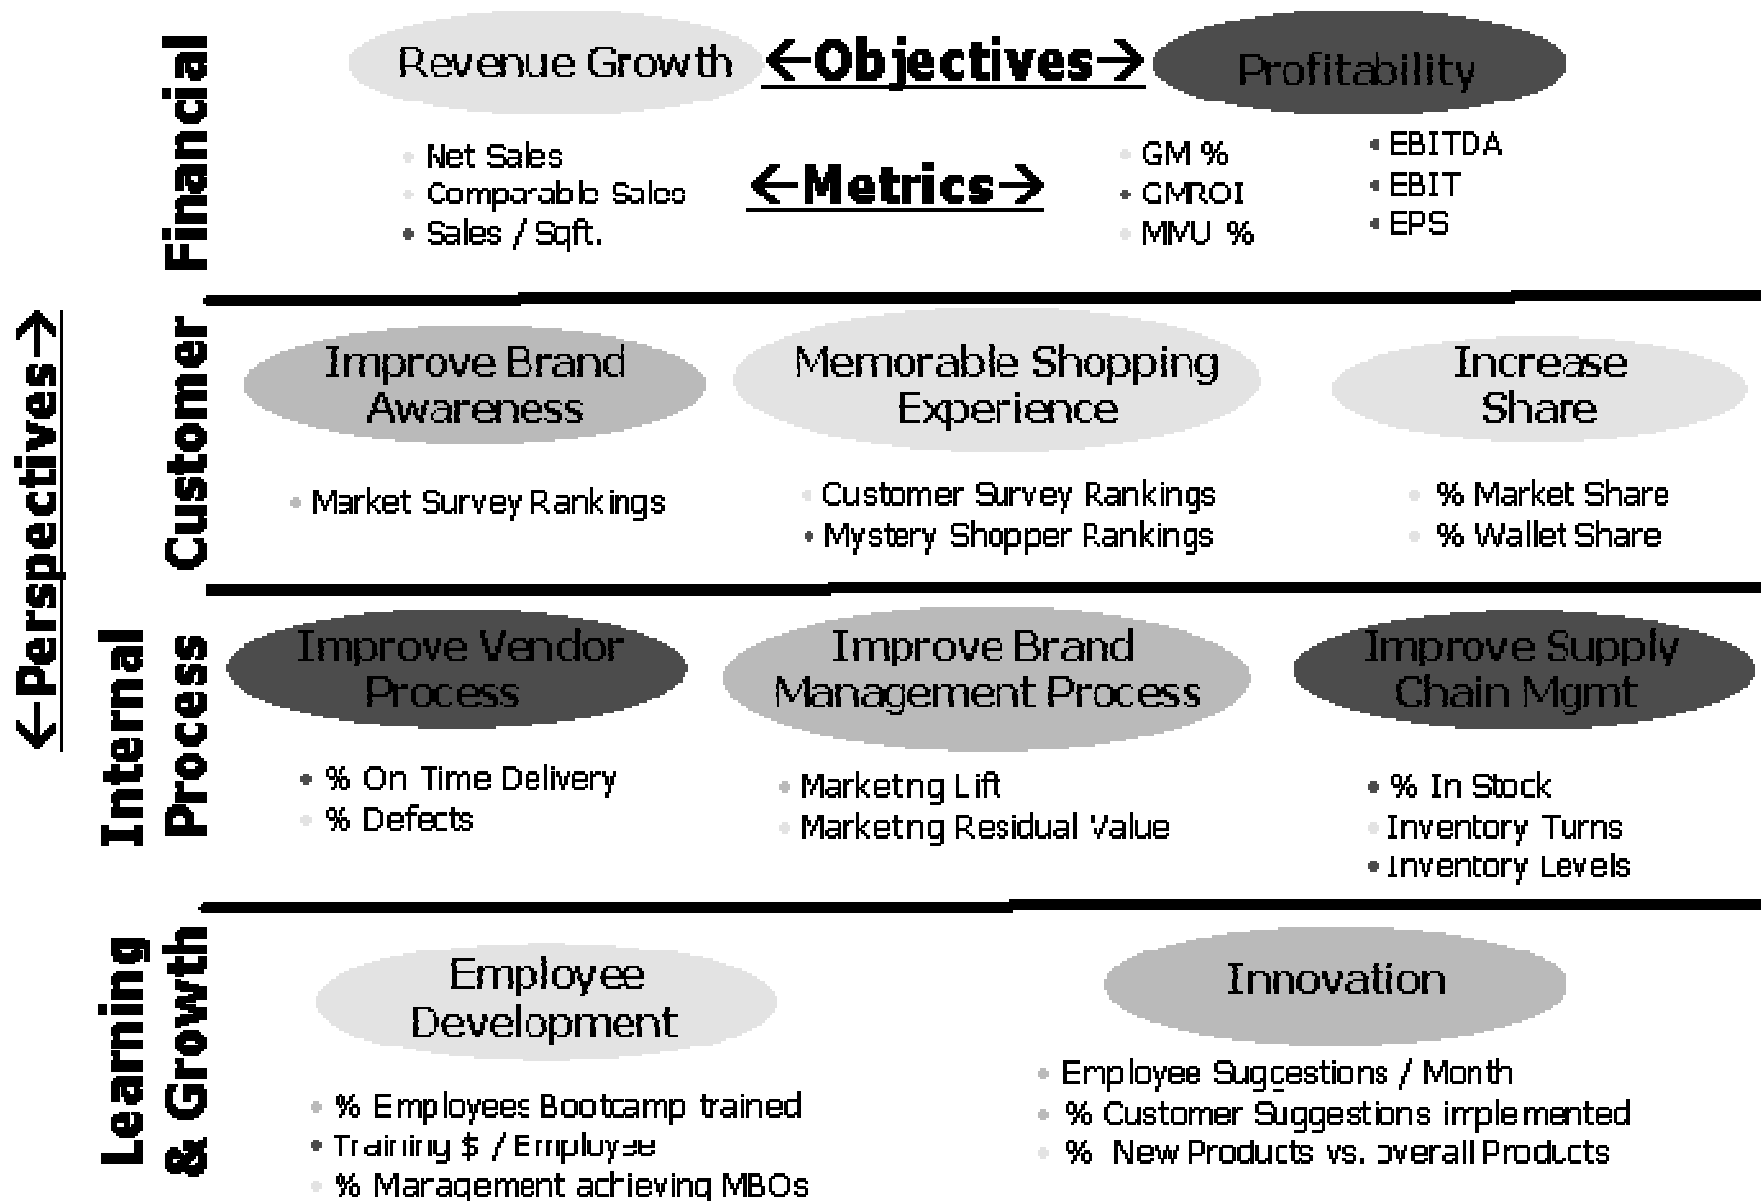 Financial
Revenue Growth
←Objectives→
Profitability
• Net Sales
• Comparable Sales
• Sales / Sqft.
←Metrics→
• GM %
• GMROI
• MMU %
• EBITDA
• EBIT
• EPS
←Perspectives→
Customer
Improve Brand
Awareness
• Market Survey Rankings
Memorable Shopping
Experience
• Customer Survey Rankings
• Mystery Shopper Rankings
Increase
Share
• % Market Share
• % Wallet Share
Internal
Process
Improve Vendor
Process
• % On Time Delivery
• % Defects
Improve Brand
Management Process
• Marketng Lift
• Marketng Residual Value
Improve Supply
Chain Mgmt
• % In Stock
• Inventory Turns
• Inventory Levels
Learning
& Growth
Employee
Development
• % Employees Bootcamp trained
• Training $ / Employee
• % Management achieving MBOs
Innovation
• Employee Suggestions / Month
• % Customer Suggestions implemented
• % New Products vs. overall Products